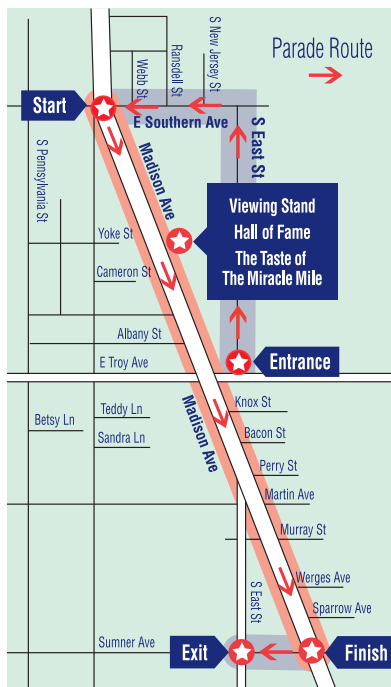 Parade Route
S New Jersey St
Ransdell St
Webb St
Start
E Southern Ave
S East St
S Pennsylvania St
Madison Ave
Viewing Stand
Hall of Fame
The Taste of
The Miracle Mile
Yoke St
Cameron St
Albany St
E Troy Ave
Entrance
Madison Ave
Knox St
Teddy Ln
Betsy Ln
Bacon St
Sandra Ln
Perry St
Martin Ave
Murray St
Werges Ave
S East St
Sparrow Ave
Sumner Ave
Exit
Finish